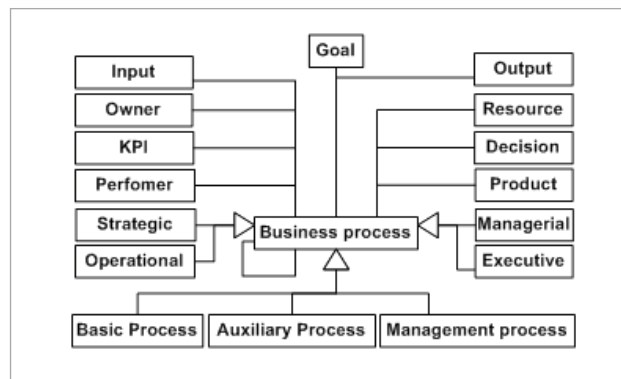 Goal
Input
Output
Owner
Resource
KPI
Decision
Perfomer
Product
Strategic
Business process
Managerial
Operational
Executive
Basic Process
Auxiliary Process
Management process